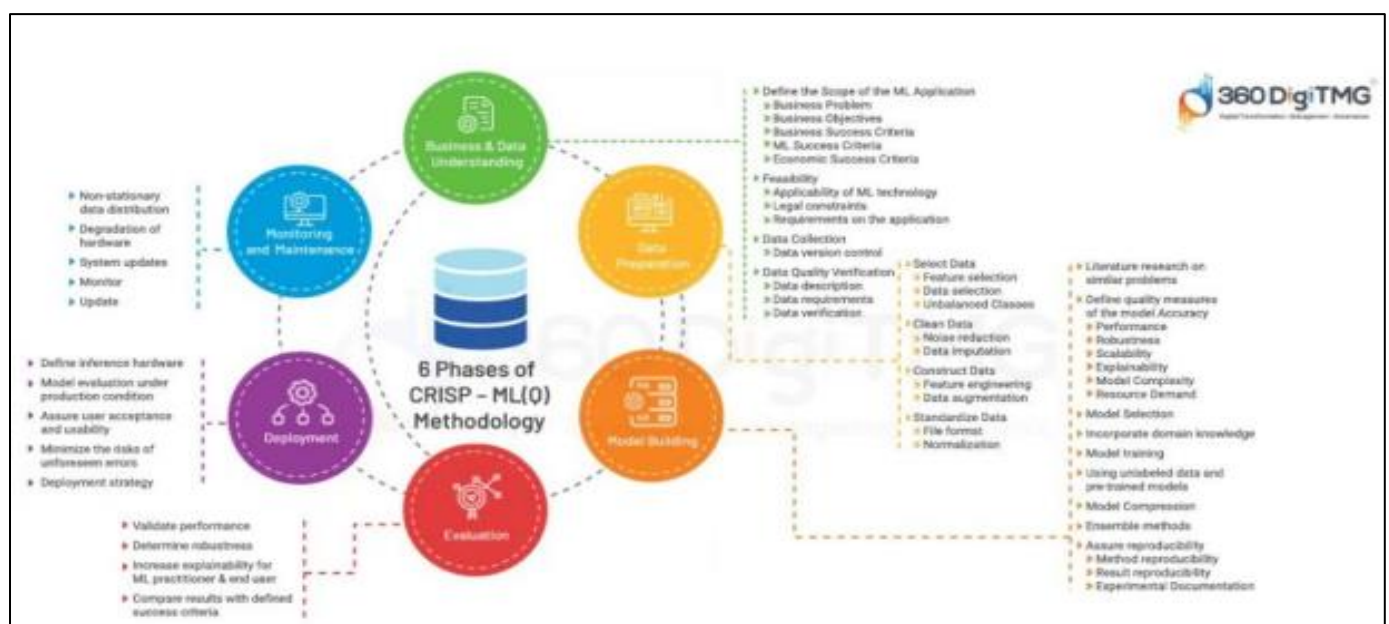 360 DigiTMG
Business & Data
Understanding
Define the Scope of the ML Application
Business Problem
Business Objectives
Business Success Criteria
ML Success Criteria
Economic Success Criteria
Feasibility
Applicability of ML technology
Legal constraints
Requirements on the application
Data Collection
Data version control
Data Quality Verification
Data description
Data requirements
Data verification
Data
Preparation
Select Data
Feature selection
Data selection
Unbalanced Classes
Clean Data
Noise reduction
Data imputation
Construct Data
Feature engineering
Data augmentation
Standardize Data
File format
Normalization
Model Building
Literature research on
similar problems
Define quality measures
of the model Accuracy
Performance
Robustness
Scalability
Explainability
Model Complexity
Resource Demand
Model Selection
Incorporate domain knowledge
Model training
Using unlabeled data and
pre-trained models
Model Compression
Ensemble methods
Assure reproducibility
Method reproducibility
Result reproducibility
Experimental Documentation
Evaluation
Validate performance
Determine robustness
Increase explainability for
ML practitioner & end user
Compare results with defined
success criteria
Deployment
Define inference hardware
Model evaluation under
production condition
Assure user acceptance
and usability
Minimize the risks of
unforeseen errors
Deployment strategy
Monitoring
and Maintenance
Non-stationary
data distribution
Degradation of
hardware
System updates
Monitor
Update
6 Phases of
CRISP - ML(Q)
Methodology